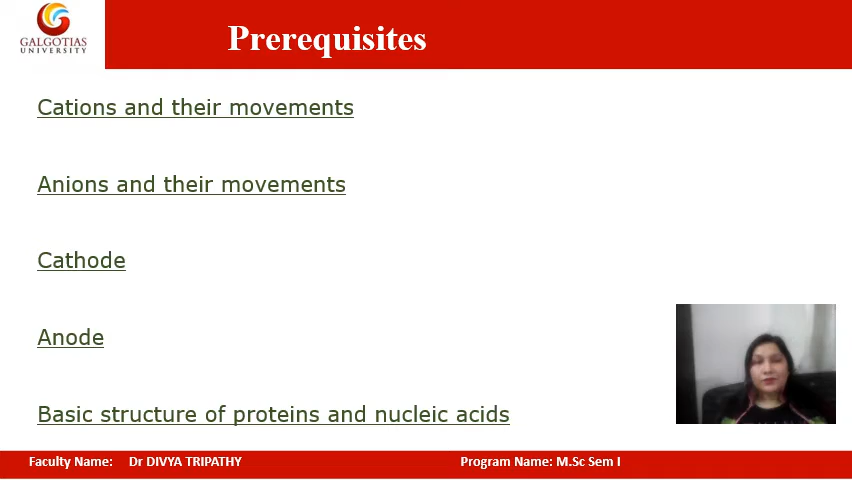 GALGOTIAS
UNIVERSITY
Prerequisites
Cations and their movements
Anions and their movements
Cathode
Anode
Basic structure of proteins and nucleic acids
Faculty Name: Dr DIVYA TRIPATHY
Program Name: M.Sc Sem I